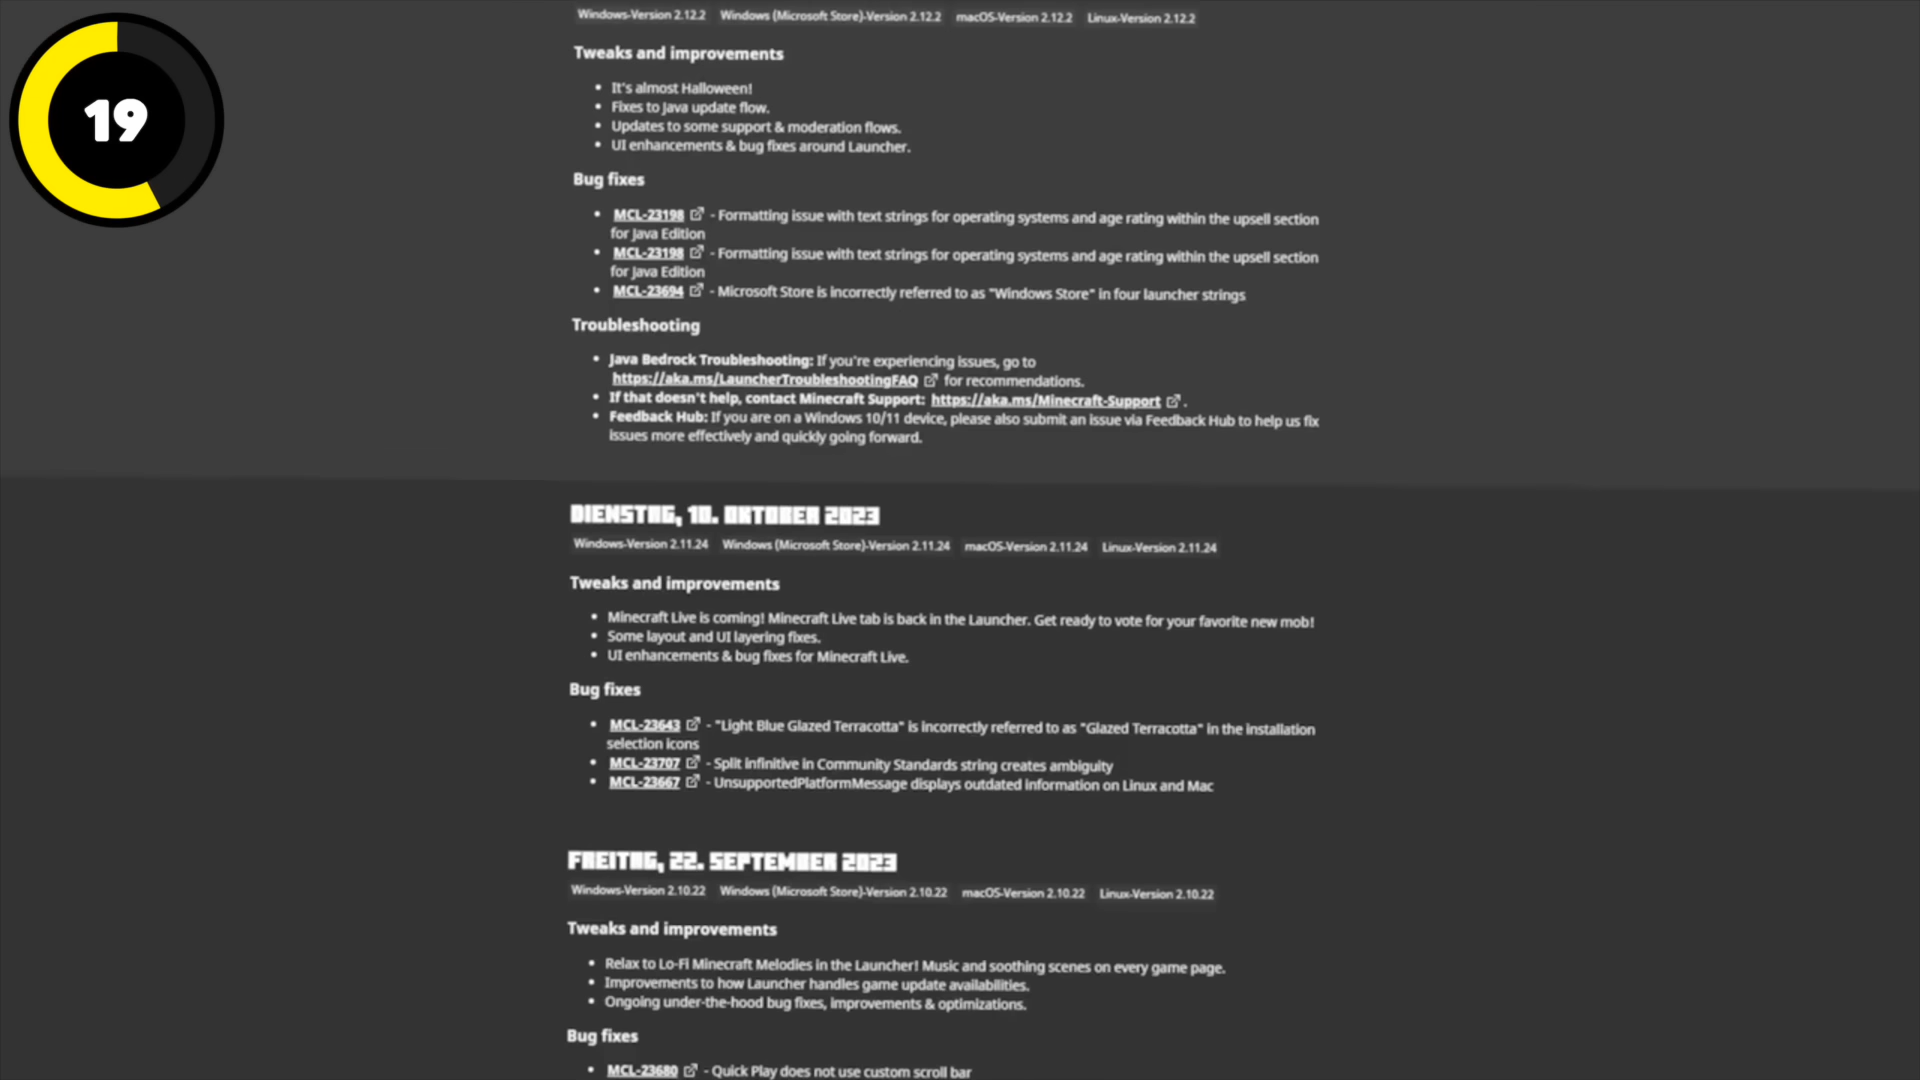 19
Windows-Version 2.12.2 Windows (Microsoft Store)-Version 2.12.2 macOS-Version 2.12.2 Linux-Version 2.12.2
Tweaks and improvements
• It's almost Halloween!
• Fixes to Java update flow.
• Updates to some support & moderation flows.
• UI enhancements & bug fixes around Launcher.
Bug fixes
• MCL-23198 - Formatting issue with text strings for operating systems and age rating within the upsell section
for Java Edition
• MCL-23198 - Formatting issue with text strings for operating systems and age rating within the upsell section
for Java Edition
• MCL-23694 - Microsoft Store is incorrectly referred to as "Windows Store" in four launcher strings
Troubleshooting
• Java Bedrock Troubleshooting: If you're experiencing issues, go to
https://aka.ms/LauncherTroubleshootingFAQ for recommendations.
• If that doesn't help, contact Minecraft Support: https://aka.ms/Minecraft-Support .
• Feedback Hub: If you are on a Windows 10/11 device, please also submit an issue via Feedback Hub to help us fix
issues more effectively and quickly going forward.
DIENSTAG, 10. OKTOBER 2023
Windows-Version 2.11.24 Windows (Microsoft Store)-Version 2.11.24 macOS-Version 2.11.24 Linux-Version 2.11.24
Tweaks and improvements
• Minecraft Live is coming! Minecraft Live tab is back in the Launcher. Get ready to vote for your favorite new mob!
• Some layout and UI layering fixes.
• UI enhancements & bug fixes for Minecraft Live.
Bug fixes
• MCL-23643 - "Light Blue Glazed Terracotta" is incorrectly referred to as "Glazed Terracotta" in the installation
selection icons
• MCL-23707 - Split infinitive in Community Standards string creates ambiguity
• MCL-23667 - UnsupportedPlatformMessage displays outdated information on Linux and Mac
FREITAG, 22. SEPTEMBER 2023
Windows-Version 2.10.22 Windows (Microsoft Store)-Version 2.10.22 macOS-Version 2.10.22 Linux-Version 2.10.22
Tweaks and improvements
• Relax to Lo-Fi Minecraft Melodies in the Launcher! Music and soothing scenes on every game page.
• Improvements to how Launcher handles game update availabilities.
• Ongoing under-the-hood bug fixes, improvements & optimizations.
Bug fixes
• MCL-23680 - Quick Play does not use custom scroll bar